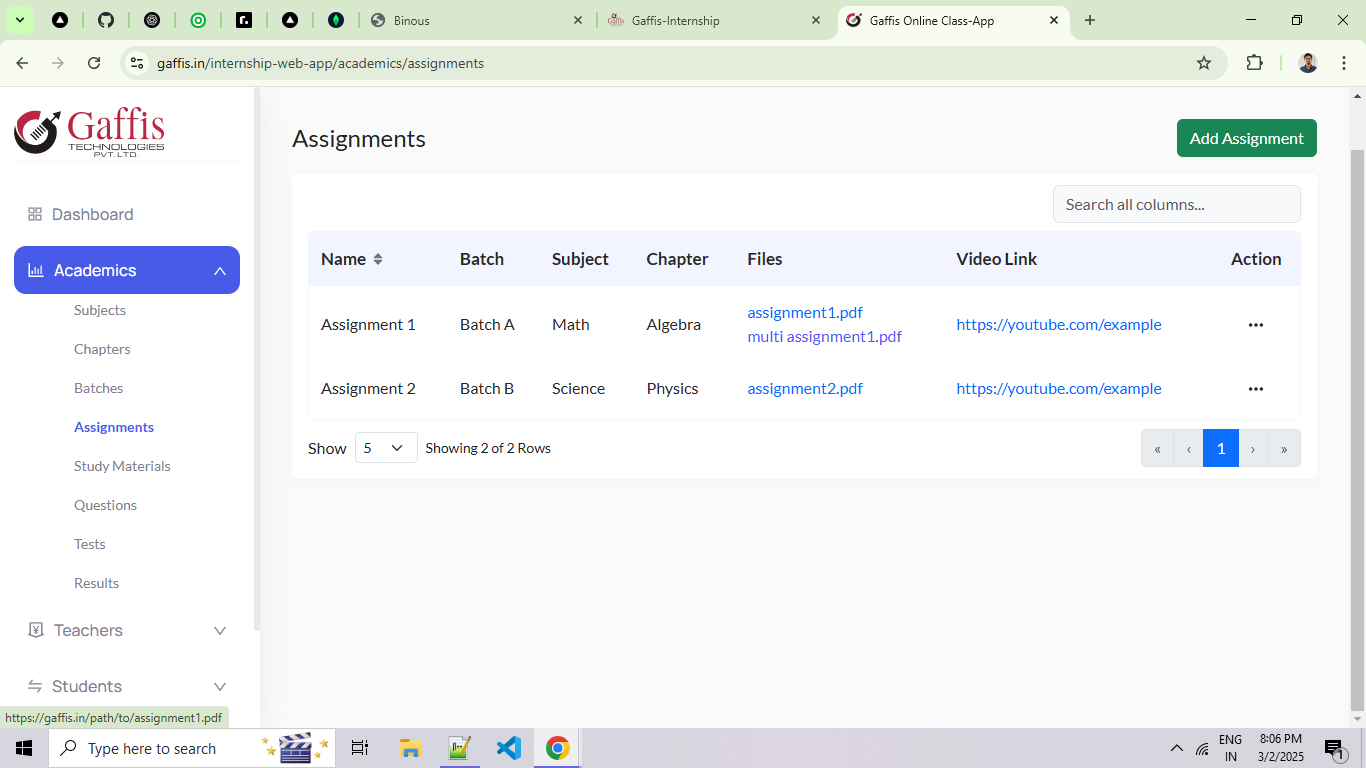 Binous
Gaffis-Internship
Gaffis Online Class-App
gaffis.in/internship-web-app/academics/assignments
Gaffis
TECHNOLOGIES
PVT. LTD.
Dashboard
Academics
Subjects
Chapters
Batches
Assignments
Study Materials
Questions
Tests
Results
Teachers
Students
Assignments
Add Assignment
Search all columns...
Name Batch Subject Chapter Files Video Link Action
Assignment 1 Batch A Math Algebra assignment1.pdf https://youtube.com/example
multi assignment1.pdf
Assignment 2 Batch B Science Physics assignment2.pdf https://youtube.com/example
Show 5 Showing 2 of 2 Rows
« ‹ 1 › »
https://gaffis.in/path/to/assignment1.pdf
Type here to search
ENG
IN
8:06 PM
3/2/2025
1